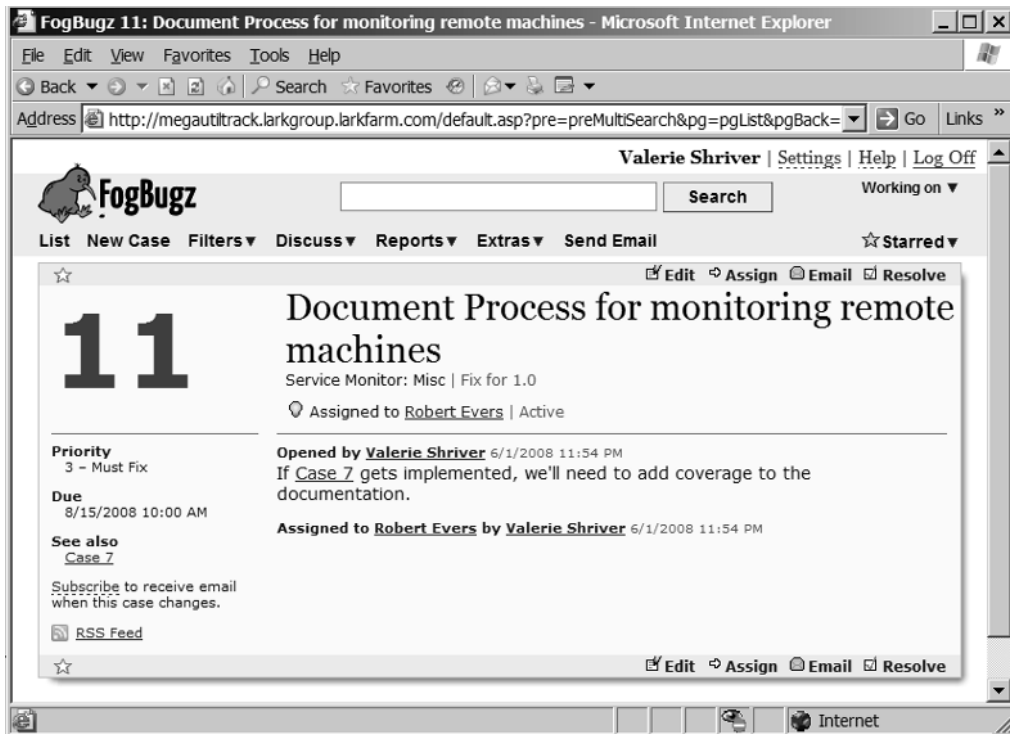 FogBugz 11: Document Process for monitoring remote machines - Microsoft Internet Explorer
File Edit View Favorites Tools Help
Back Search Favorites
Address http://megautiltrack.larkgroup.larkfarm.com/default.asp?pre=preMultiSearch&pg=pgList&pgBack= Go Links »
Valerie Shriver | Settings | Help | Log Off
FogBugz Search Working on ▼
List New Case Filters▼ Discuss▼ Reports▼ Extras▼ Send Email ☆Starred▼
☆ Edit Assign Email Resolve
11
Document Process for monitoring remote
machines
Service Monitor: Misc | Fix for 1.0
Assigned to Robert Evers | Active
Priority
3 – Must Fix
Due
8/15/2008 10:00 AM
See also
Case 7
Subscribe to receive email
when this case changes.
RSS Feed
Opened by Valerie Shriver 6/1/2008 11:54 PM
If Case 7 gets implemented, we'll need to add coverage to the
documentation.
Assigned to Robert Evers by Valerie Shriver 6/1/2008 11:54 PM
☆ Edit Assign Email Resolve
Internet